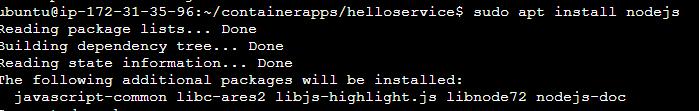 ubuntu@ip-172-31-35-96:~/containerapps/helloservice$ sudo apt install nodejs
Reading package lists... Done
Building dependency tree... Done
Reading state information... Done
The following additional packages will be installed:
  javascript-common libc-ares2 libjs-highlight.js libnode72 nodejs-doc